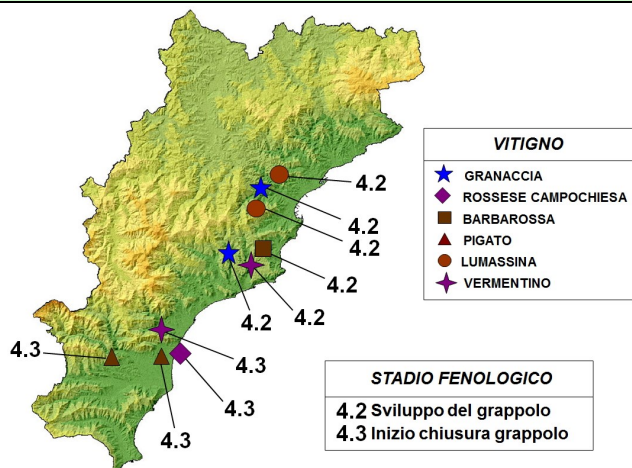 4.2
4.2
4.2
4.2
4.2
4.2
4.3
4.3
4.3
4.3
VITIGNO
GRANACCIA
ROSSESE CAMPOCHIESA
BARBAROSSA
PIGATO
LUMASSINA
VERMENTINO
STADIO FENOLOGICO
4.2 Sviluppo del grappolo
4.3 Inizio chiusura grappolo